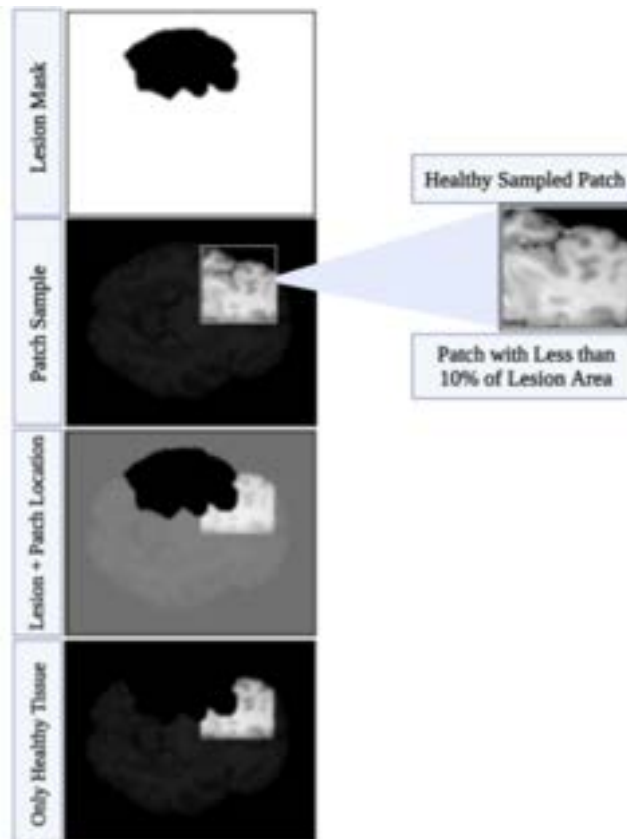 Lesion Mask
Healthy Sampled Patch
Patch Sample
Patch with Less than
10% of Lesion Area
Lesion + Patch Location
Only Healthy Tissue